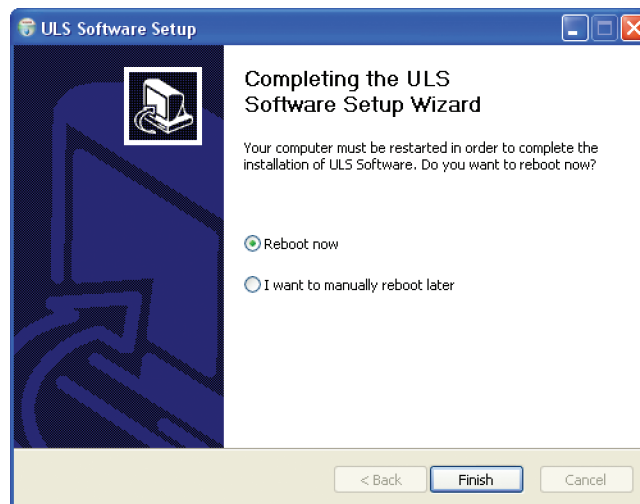 ULS Software Setup
Completing the ULS
Software Setup Wizard
Your computer must be restarted in order to complete the
installation of ULS Software. Do you want to reboot now?
Reboot now
I want to manually reboot later
< Back
Finish
Cancel